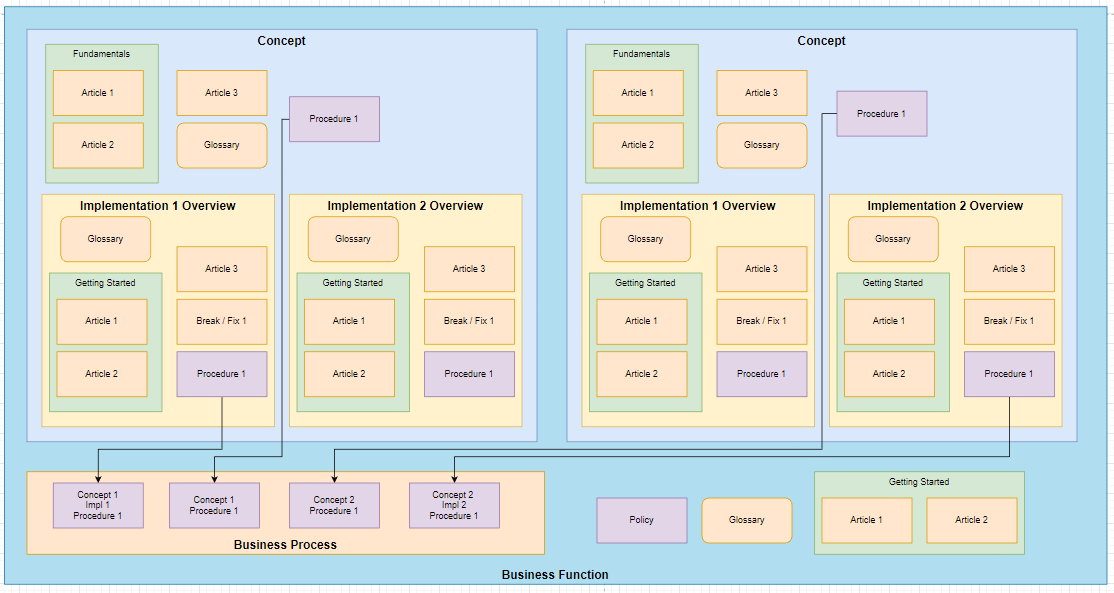 Concept
Fundamentals
Article 1
Article 2
Article 3
Glossary
Procedure 1
Implementation 1 Overview
Glossary
Getting Started
Article 1
Article 2
Article 3
Break / Fix 1
Procedure 1
Implementation 2 Overview
Glossary
Getting Started
Article 1
Article 2
Article 3
Break / Fix 1
Procedure 1
Concept
Fundamentals
Article 1
Article 2
Article 3
Glossary
Procedure 1
Implementation 1 Overview
Glossary
Getting Started
Article 1
Article 2
Article 3
Break / Fix 1
Procedure 1
Implementation 2 Overview
Glossary
Getting Started
Article 1
Article 2
Article 3
Break / Fix 1
Procedure 1
Concept 1
Impl 1
Procedure 1
Concept 1
Procedure 1
Concept 2
Procedure 1
Concept 2
Impl 2
Procedure 1
Business Process
Policy
Glossary
Getting Started
Article 1
Article 2
Business Function